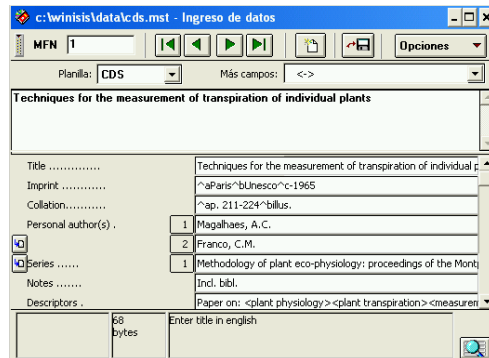 c:\winisis\data\cds.mst - Ingreso de datos
MFN 1 Opciones
Planilla: CDS Más campos: <->
Techniques for the measurement of transpiration of individual plants
Title .............. Techniques for the measurement of transpiration of individual p
Imprint ............ ^aParis^bUnesco^c-1965
Collation........... ^ap. 211-224^billus.
Personal author(s) . 1 Magalhaes, A.C.
2 Franco, C.M.
Series ...... 1 Methodology of plant eco-physiology: proceedings of the Mont
Notes ....... Incl. bibl.
Descriptors . Paper on: <plant physiology><plant transpiration><measuren
68 Enter title in english
bytes